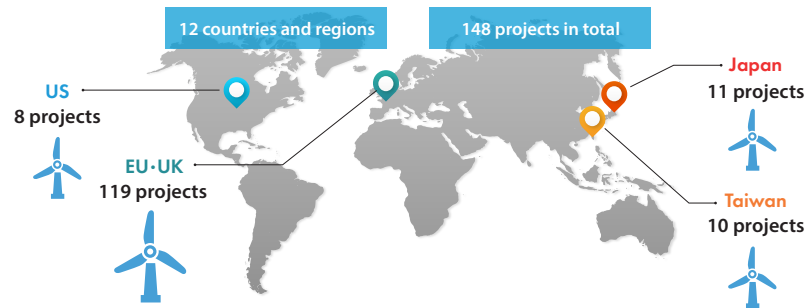 12 countries and regions
148 projects in total
US
8 projects
EU・UK
119 projects
Japan
11 projects
Taiwan
10 projects